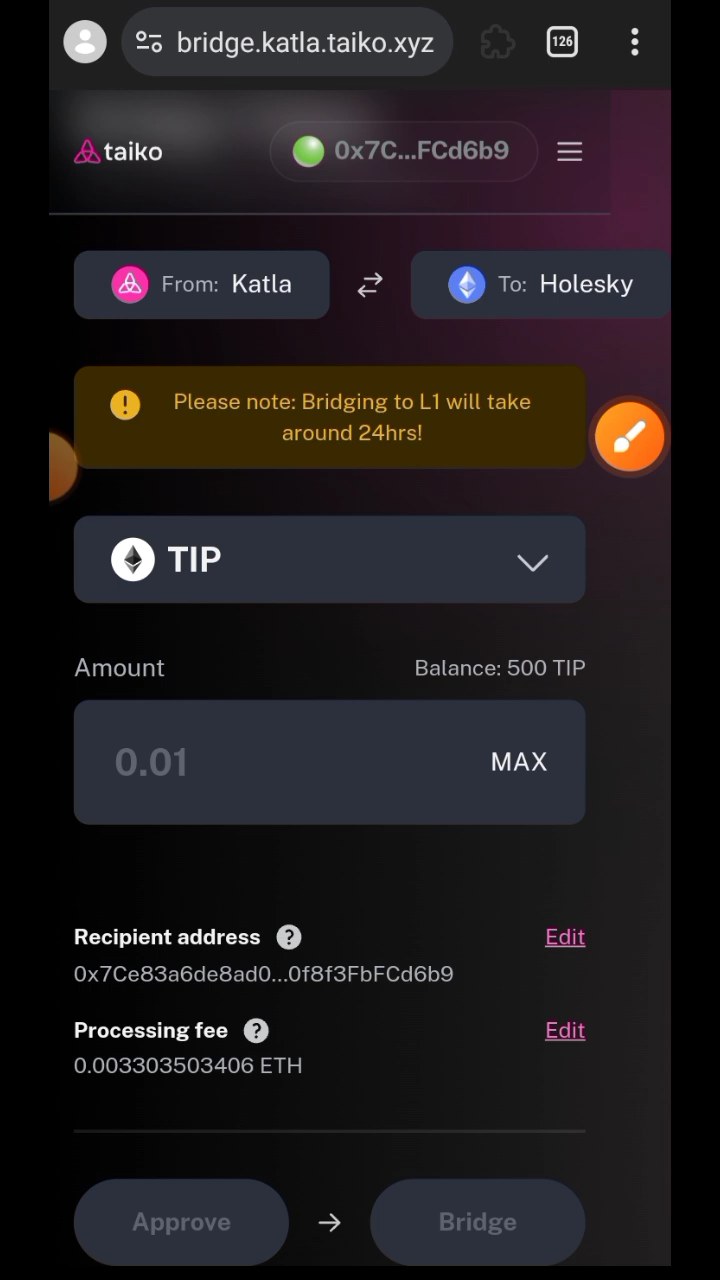 bridge.katla.taiko.xyz
126
taiko
0x7C...FCd6b9
From: Katla
To: Holesky
Please note: Bridging to L1 will take
around 24hrs!
TIP
Amount
Balance: 500 TIP
0.01
MAX
Recipient address ?
Edit
0x7Ce83a6de8ad0...0f8f3FbFCd6b9
Processing fee ?
Edit
0.003303503406 ETH
Approve
Bridge